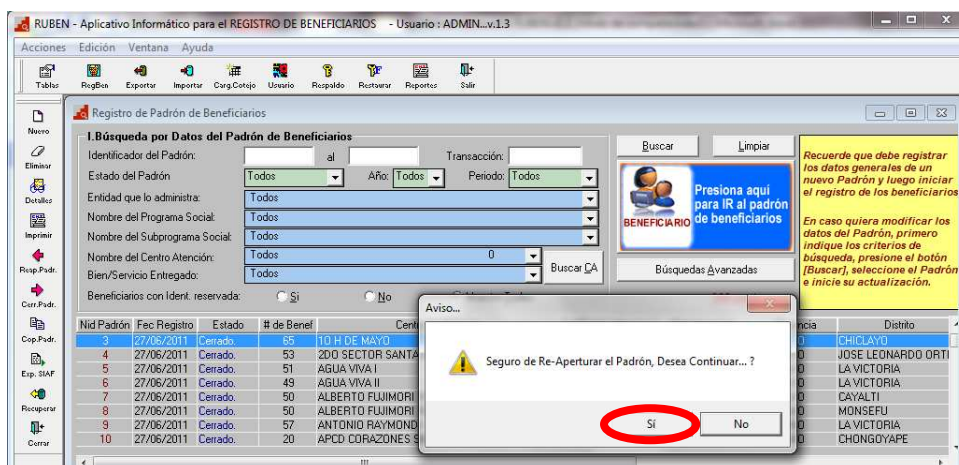 RUBEN - Aplicativo Informático para el REGISTRO DE BENEFICIARIOS - Usuario : ADMIN...v.1.3
Acciones Edición Ventana Ayuda
Tablas RegBen Exportar Importar Carg.Cotejo Usuario Respaldo Restaurar Reportes Salir
Nuevo
Eliminar
Detalles
Imprimir
Reap.Padr.
Cerr.Padr.
Cop.Padr.
Exp. SIAF
Recuperar
Cerrar
Registro de Padrón de Beneficiarios
I.Búsqueda por Datos del Padrón de Beneficiarios
Identificador del Padrón: al Transacción:
Estado del Padrón Todos Año: Todos Periodo: Todos
Entidad que lo administra: Todos
Nombre del Programa Social: Todos
Nombre del Subprograma Social: Todos
Nombre del Centro Atención: Todos 0
Bien/Servicio Entregado: Todos Buscar CA
Beneficiarios con Ident. reservada: Si No
Buscar Limpiar
BENEFICIARIO
Presiona aqui
para IR al padrón
de beneficiarios
Búsquedas Avanzadas
Recuerde que debe registrar
los datos generales de un
nuevo Padrón y luego iniciar
el registro de los beneficiarios
En caso quiera modificar los
datos del Padrón, primero
indique los criterios de
búsqueda, presione el botón
[Buscar], seleccione el Padrón
e inicie su actualización.
Nid Padrón Fec Registro Estado # de Benef Cent ncia Distrito
3 27/06/2011 Cerrado. 65 10 H DE MAYO O CHICLAYO
4 27/06/2011 Cerrado. 53 2DO SECTOR SANTA O JOSE LEONARDO ORTI
5 27/06/2011 Cerrado. 51 AGUA VIVA I O LA VICTORIA
6 27/06/2011 Cerrado. 49 AGUA VIVA II O LA VICTORIA
7 27/06/2011 Cerrado. 50 ALBERTO FUJIMORI O CAYALTI
8 27/06/2011 Cerrado. 50 ALBERTO FUJIMORI O MONSEFU
9 27/06/2011 Cerrado. 57 ANTONIO RAYMOND O LA VICTORIA
10 27/06/2011 Cerrado. 20 APCD CORAZONES S O CHONGOYAPE
Aviso...
Seguro de Re-Aperturar el Padrón, Desea Continuar... ?
Sí No